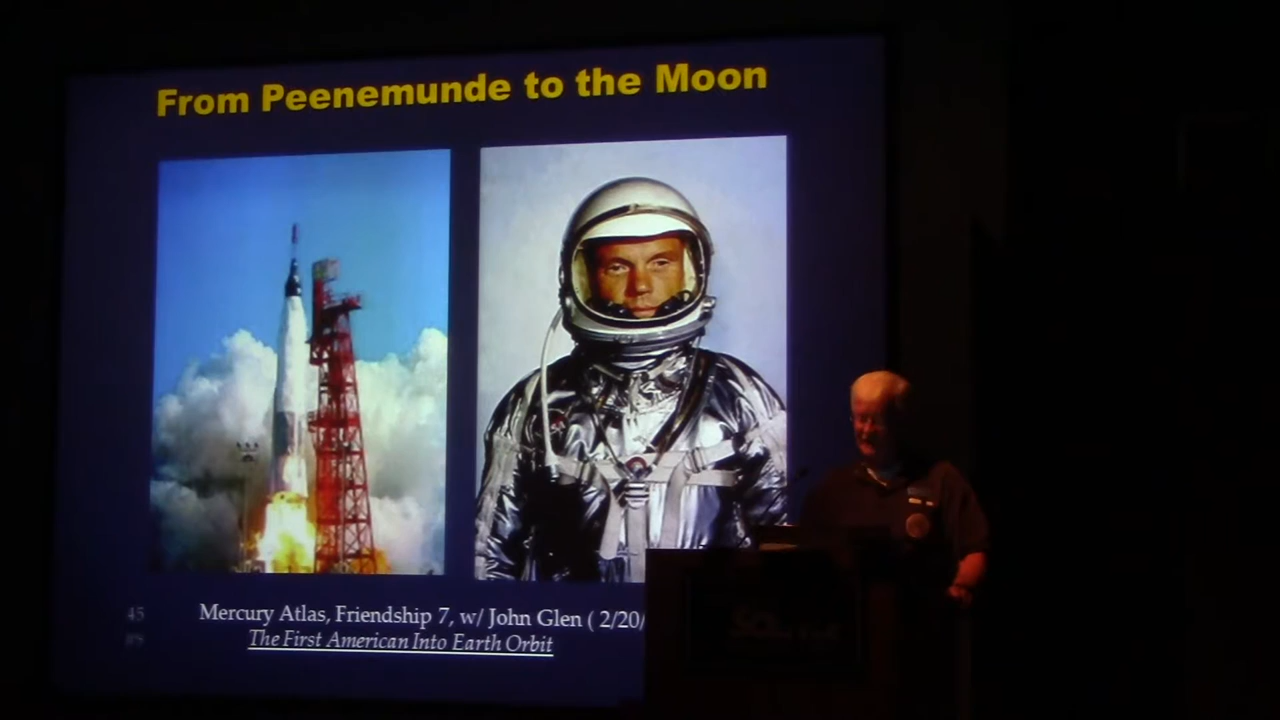 From Peenemunde to the Moon
45
Mercury Atlas, Friendship 7, w/ John Glen ( 2/20/
The First American Into Earth Orbit